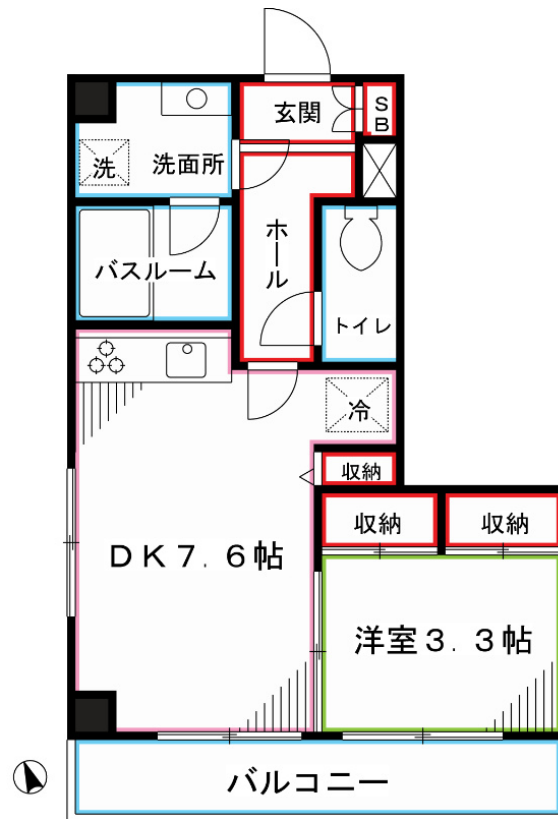 玄関
SB
洗
洗面所
ホール
バスルーム
トイレ
冷
収納
収納
収納
DK7.6帖
洋室3.3帖
バルコニー